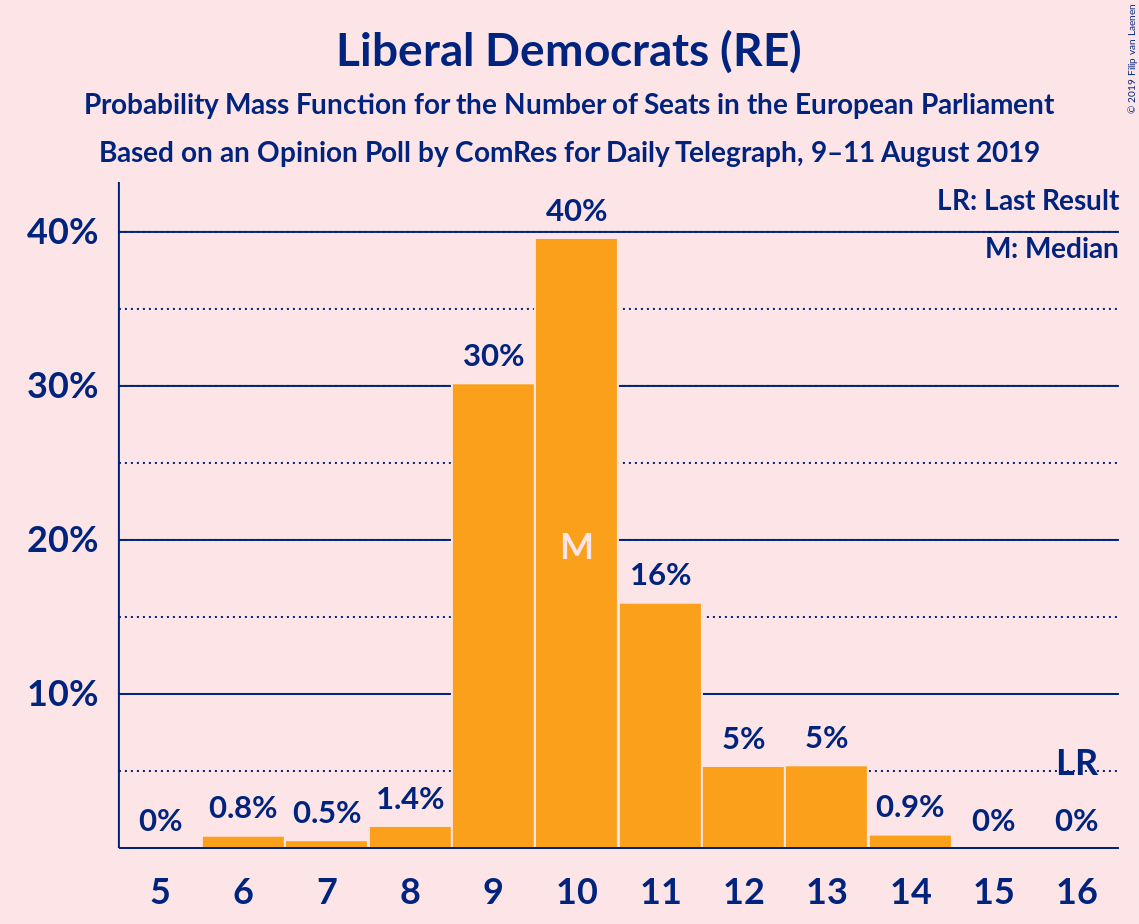 Liberal Democrats (RE)
Probability Mass Function for the Number of Seats in the European Parliament
Based on an Opinion Poll by ComRes for Daily Telegraph, 9–11 August 2019
© 2019 Filip van Laenen
LR: Last Result
M: Median
40%
30%
20%
10%
0%
0.8%
0.5%
1.4%
30%
40%
M
16%
5%
5%
0.9%
0%
LR
0%
5 6 7 8 9 10 11 12 13 14 15 16